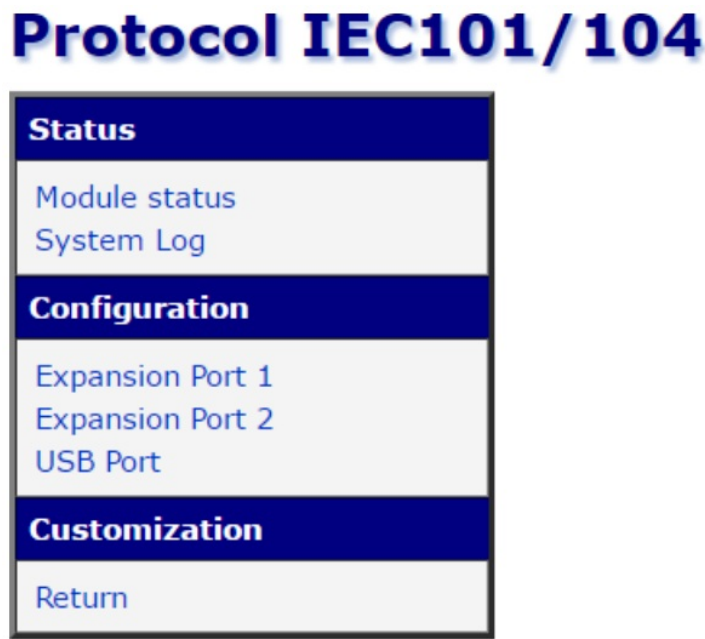 Protocol IEC101/104
Status
Module status
System Log
Configuration
Expansion Port 1
Expansion Port 2
USB Port
Customization
Return